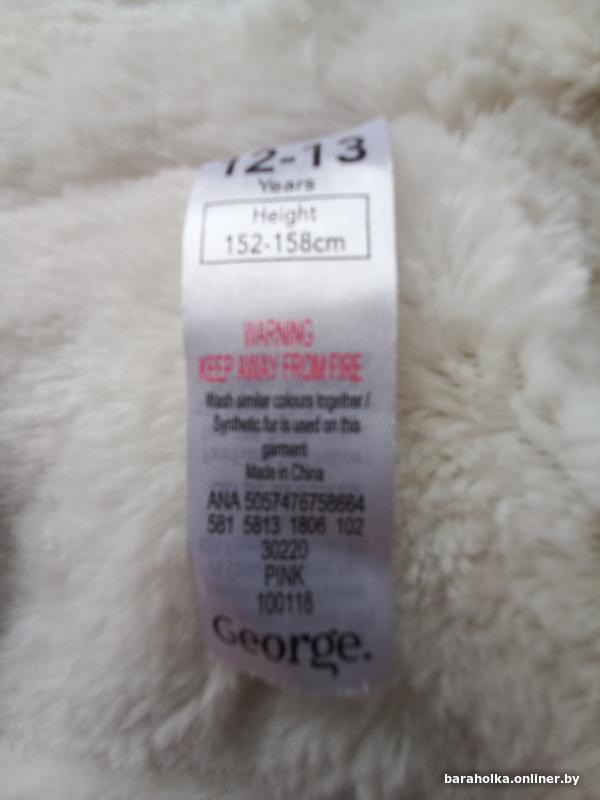 12-13
Years
Height
152-158cm
WARNING
KEEP AWAY FROM FIRE
Wash similar colours together /
Synthetic fur is used on this
garment
Made in China
ANA 5057476758664
581 5813 1806 102
30220
PINK
100118
George.
baraholka.onliner.by